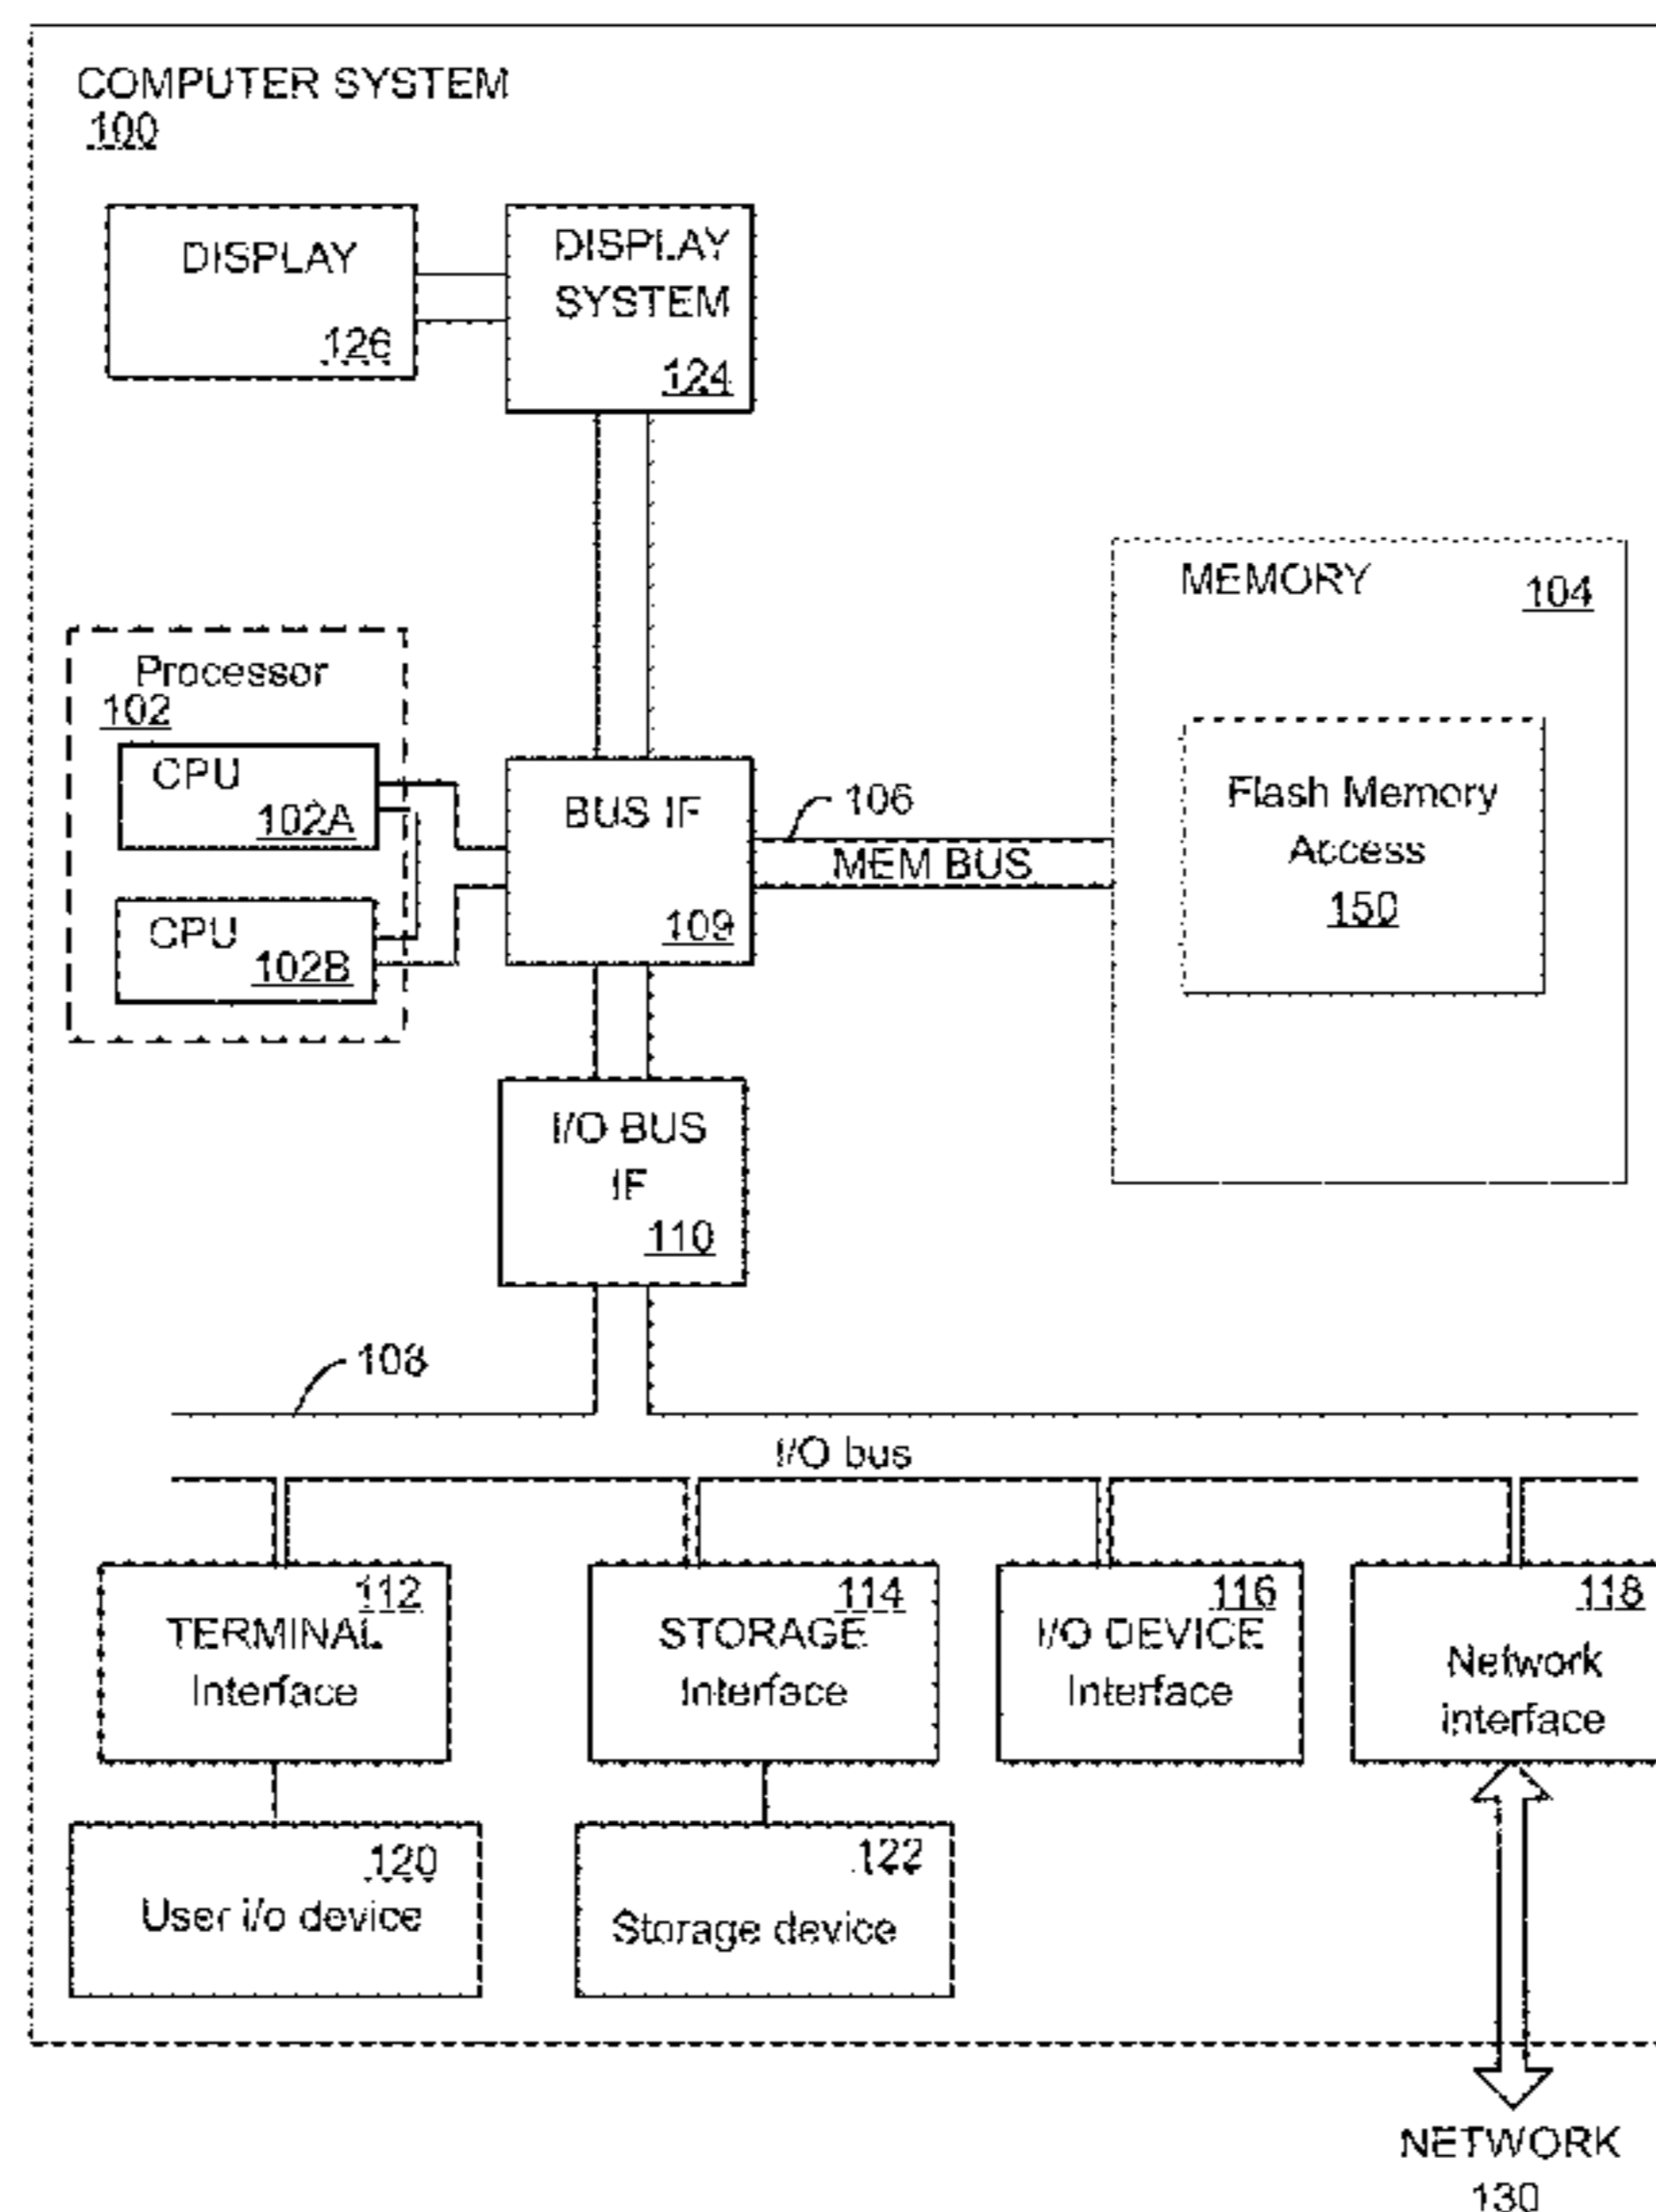 COMPUTER SYSTEM
100
DISPLAY
126
DISPLAY
SYSTEM
124
MEMORY
104
Processor
102
CPU
102A
CPU
102B
BUS IF
109
106
MEM BUS
Flash Memory
Access
150
I/O BUS
IF
110
108
I/O bus
112
TERMINAL
Interface
114
STORAGE
Interface
116
I/O DEVICE
Interface
118
Network
interface
120
User i/o device
122
Storage device
NETWORK
130